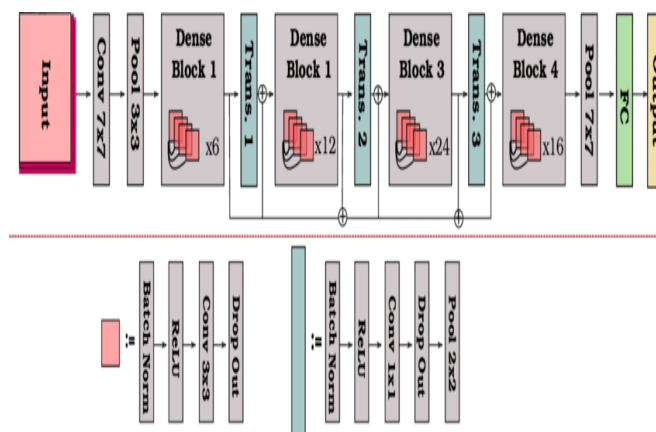 Input
Conv 7x7
Pool 3x3
Dense
Block 1
x6
Trans. 1
Dense
Block 1
x12
Trans. 2
Dense
Block 3
x24
Trans. 3
Dense
Block 4
x16
Pool 7x7
FC
Output
:=
Batch Norm
ReLU
Conv 3x3
Drop Out
:=
Batch Norm
ReLU
Conv 1x1
Drop Out
Pool 2x2